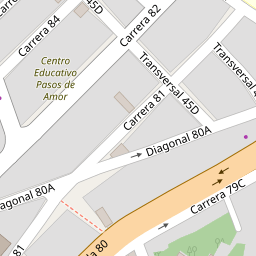 Carrera 84
45D
Carrera 82
Centro
Educativo
Pasos de
Amor
Transversal 45D
Transversal
Carrera 81
Diagonal 80A
Diagonal 80A
Carrera 79C
81
80